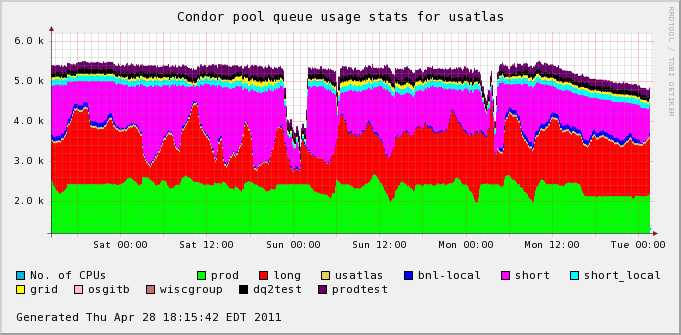 Condor pool queue usage stats for usatlas
RRDTOOL / TOBI OETIKER
6.0 k
5.0 k
4.0 k
3.0 k
2.0 k
Sat 00:00 Sat 12:00 Sun 00:00 Sun 12:00 Mon 00:00 Mon 12:00 Tue 00:00
No. of CPUs prod long usatlas bnl-local short short_local
grid osgitb wiscgroup dq2test prodtest
Generated Thu Apr 28 18:15:42 EDT 2011